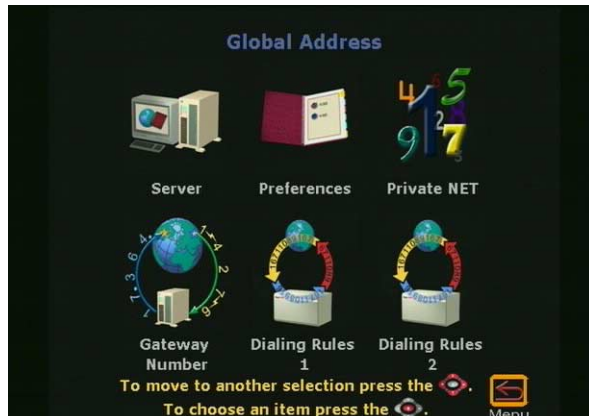 Global Address
Server Preferences Private NET
Gateway Number
Dialing Rules 1
Dialing Rules 2
To move to another selection press the .
To choose an item press the .
Menu